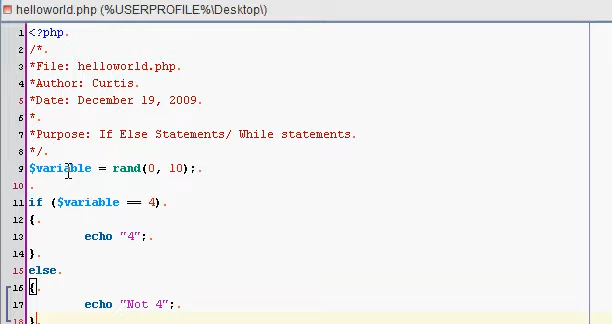 helloworld.php (%USERPROFILE%\Desktop\)
1 <?php.
2 /*.
3 *File: helloworld.php.
4 *Author: Curtis.
5 *Date: December 19, 2009.
6 *.
7 *Purpose: If Else Statements/ While statements.
8 */.
9 $variable = rand(0, 10);.
10 .
11 if ($variable == 4).
12 {.
13 echo "4";.
14 }.
15 else.
16 {.
17 echo "Not 4";.
18 }